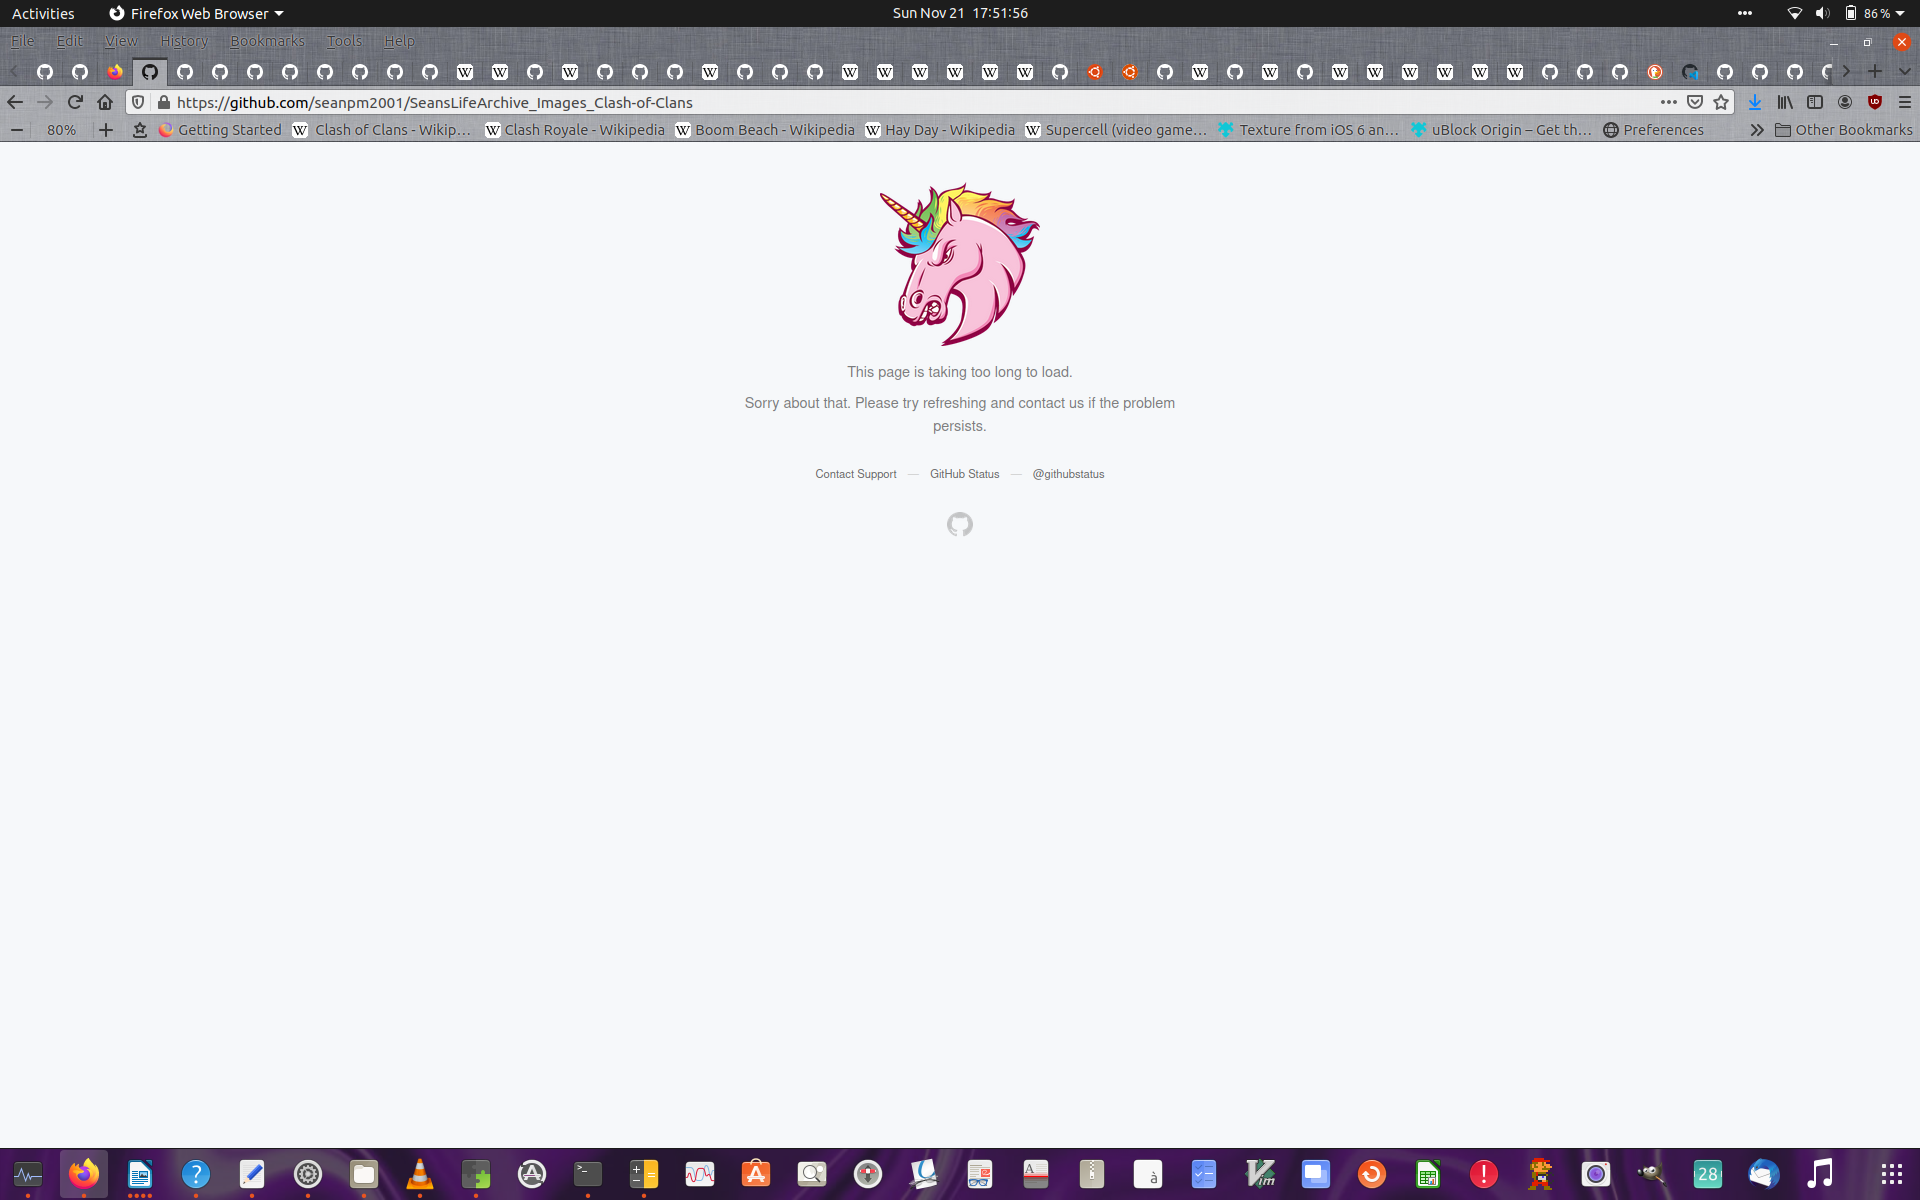 Activities
Firefox Web Browser
Sun Nov 21 17:51:56
86%
File Edit View History Bookmarks Tools Help
https://github.com/seanpm2001/SeansLifeArchive_Images_Clash-of-Clans
80%
Getting Started
Clash of Clans - Wikip…
Clash Royale - Wikipedia
Boom Beach - Wikipedia
Hay Day - Wikipedia
Supercell (video game…
Texture from iOS 6 an…
uBlock Origin – Get th…
Preferences
Other Bookmarks
This page is taking too long to load.
Sorry about that. Please try refreshing and contact us if the problem
persists.
Contact Support — GitHub Status — @githubstatus
28